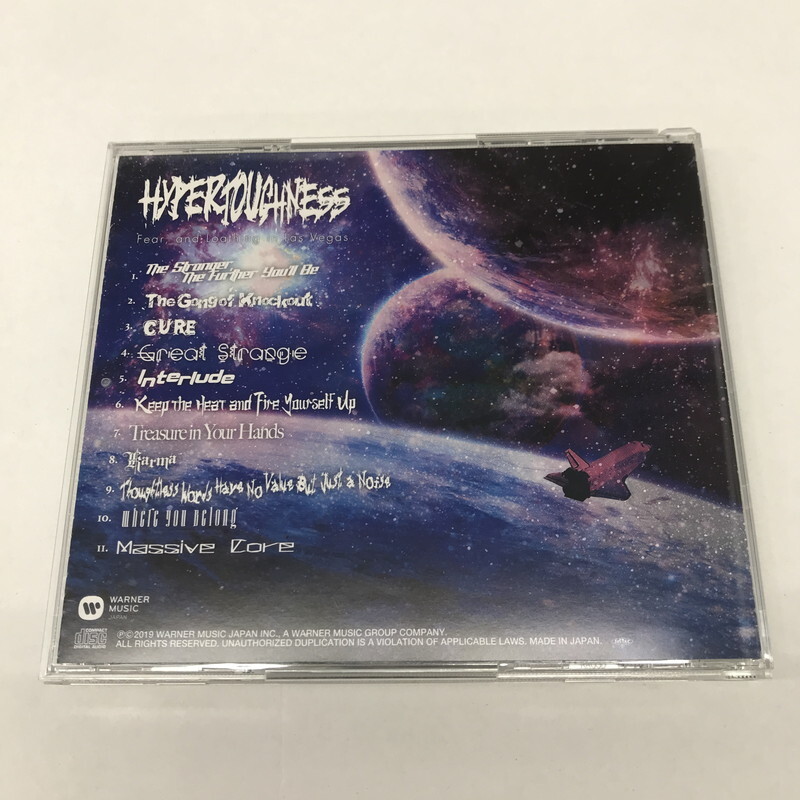 HYPERTOUGHNESS
Fear, and Loathing in Las Vegas
1. The Stronger
The Further You'll Be
2. The Gong of Knockout
3. CURE
4. Great Strange
5. Interlude
6. Keep the Heat and Fire Yourself Up
7. Treasure in Your Hands
8. Karma
9. Thoughtless Words Have No Value But Just a Noise
10. Where You Belong
11. Massive Core
WARNER
MUSIC
JAPAN
COMPACT
disc
DIGITAL AUDIO
℗©2019 WARNER MUSIC JAPAN INC., A WARNER MUSIC GROUP COMPANY.
ALL RIGHTS RESERVED. UNAUTHORIZED DUPLICATION IS A VIOLATION OF APPLICABLE LAWS. MADE IN JAPAN.